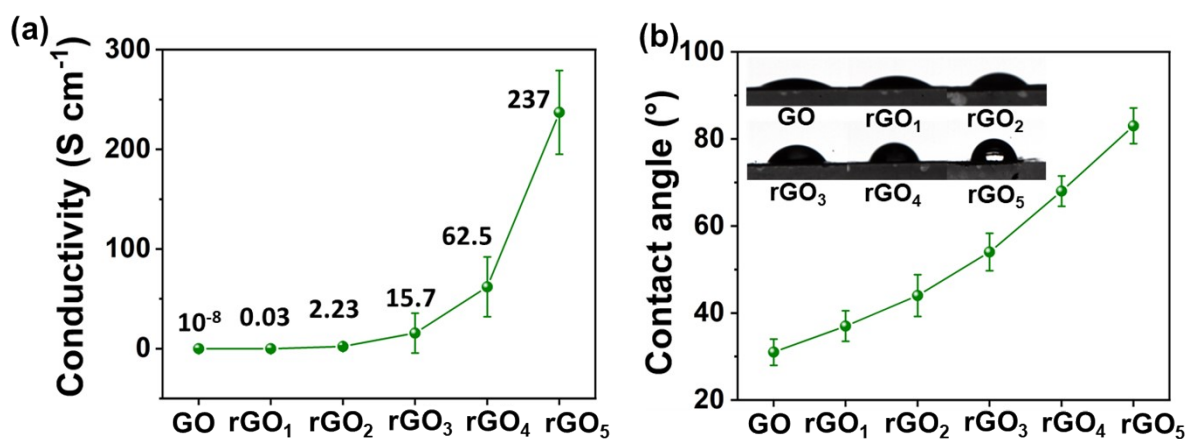 (a)
Conductivity (S cm⁻¹)
300
200
100
0
10⁻⁸
0.03
2.23
15.7
62.5
237
GO rGO₁ rGO₂ rGO₃ rGO₄ rGO₅
(b)
Contact angle (°)
100
80
60
40
20
GO rGO₁ rGO₂
rGO₃ rGO₄ rGO₅
GO rGO₁ rGO₂ rGO₃ rGO₄ rGO₅